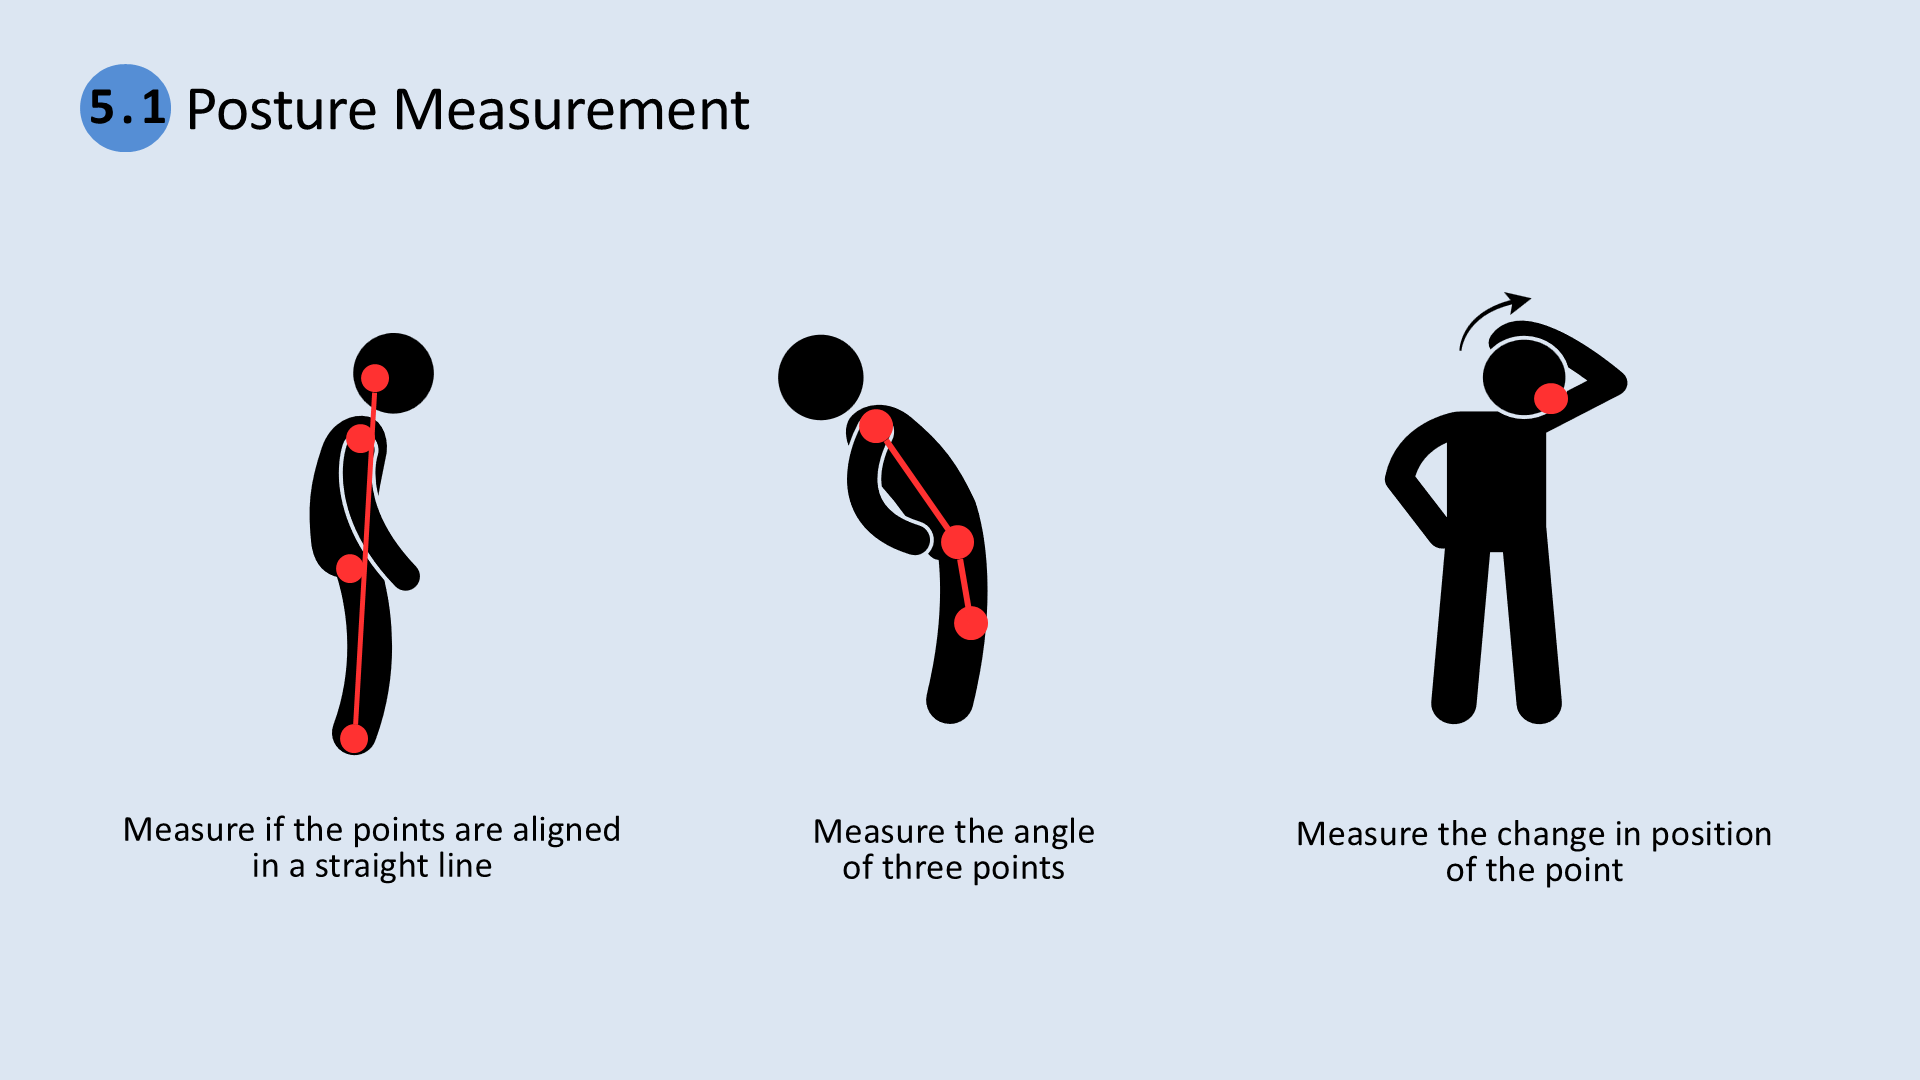 5.1 Posture Measurement
Measure if the points are aligned
in a straight line
Measure the angle
of three points
Measure the change in position
of the point